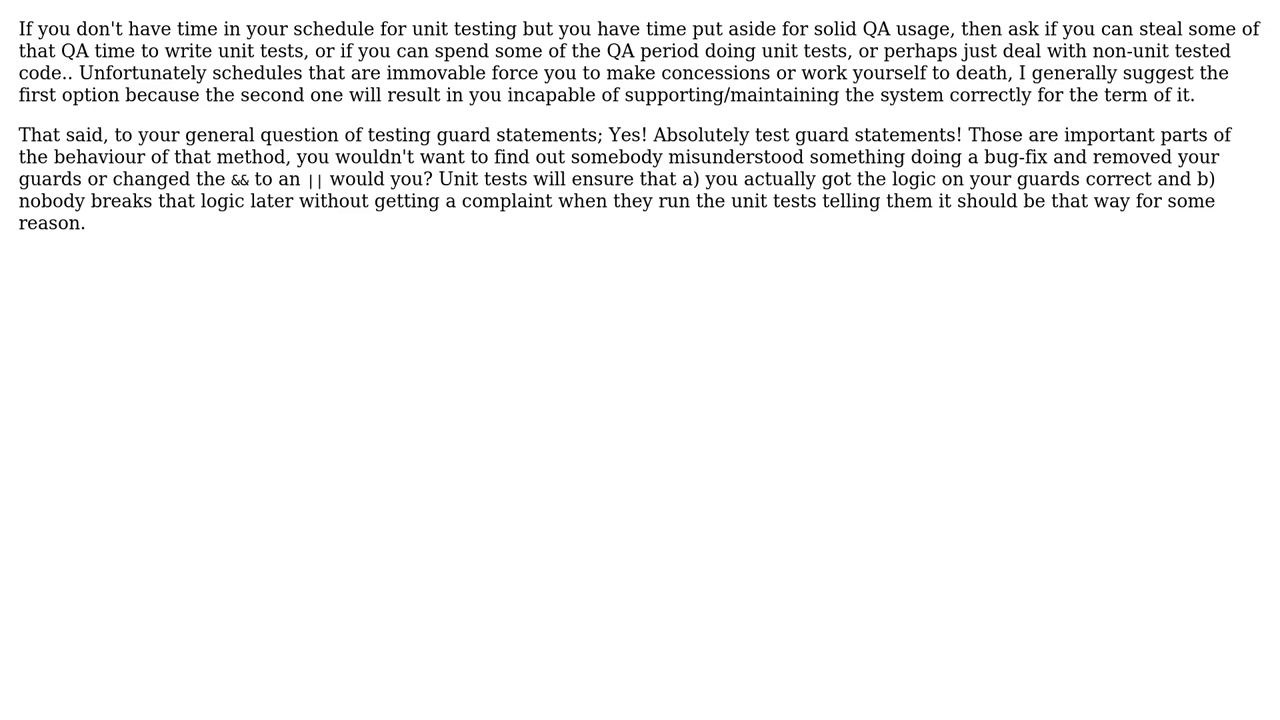 If you don't have time in your schedule for unit testing but you have time put aside for solid QA usage, then ask if you can steal some of
that QA time to write unit tests, or if you can spend some of the QA period doing unit tests, or perhaps just deal with non-unit tested
code.. Unfortunately schedules that are immovable force you to make concessions or work yourself to death, I generally suggest the
first option because the second one will result in you incapable of supporting/maintaining the system correctly for the term of it.
That said, to your general question of testing guard statements; Yes! Absolutely test guard statements! Those are important parts of
the behaviour of that method, you wouldn't want to find out somebody misunderstood something doing a bug-fix and removed your
guards or changed the && to an || would you? Unit tests will ensure that a) you actually got the logic on your guards correct and b)
nobody breaks that logic later without getting a complaint when they run the unit tests telling them it should be that way for some
reason.